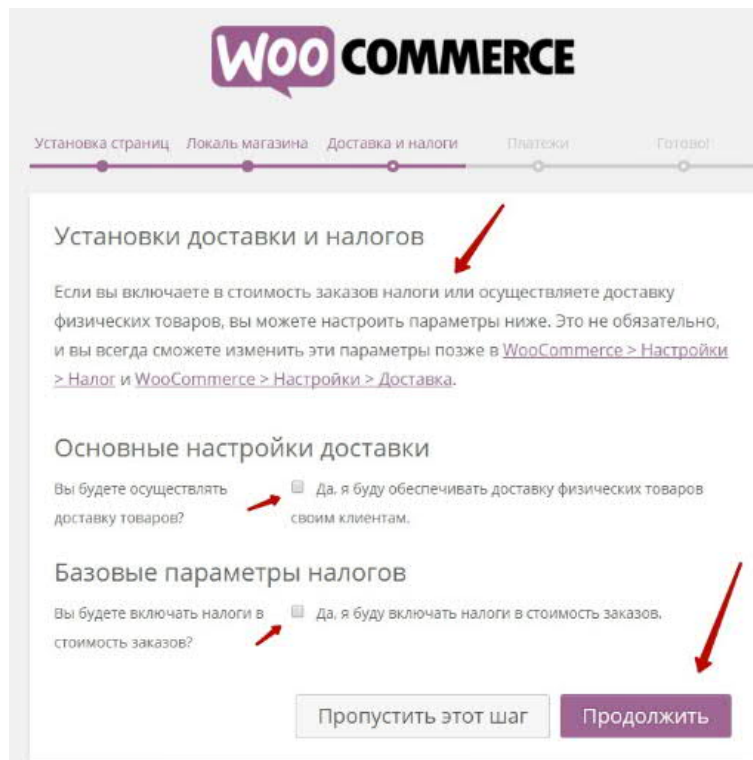 WOO COMMERCE
Установка страниц Локаль магазина Доставка и налоги Платежи Готово!
Установки доставки и налогов
Если вы включаете в стоимость заказов налоги или осуществляете доставку
физических товаров, вы можете настроить параметры ниже. Это не обязательно,
и вы всегда сможете изменить эти параметры позже в WooCommerce > Настройки
> Налог и WooCommerce > Настройки > Доставка.
Основные настройки доставки
Вы будете осуществлять Да, я буду обеспечивать доставку физических товаров
доставку товаров? своим клиентам.
Базовые параметры налогов
Вы будете включать налоги в Да, я буду включать налоги в стоимость заказов.
стоимость заказов?
Пропустить этот шаг Продолжить